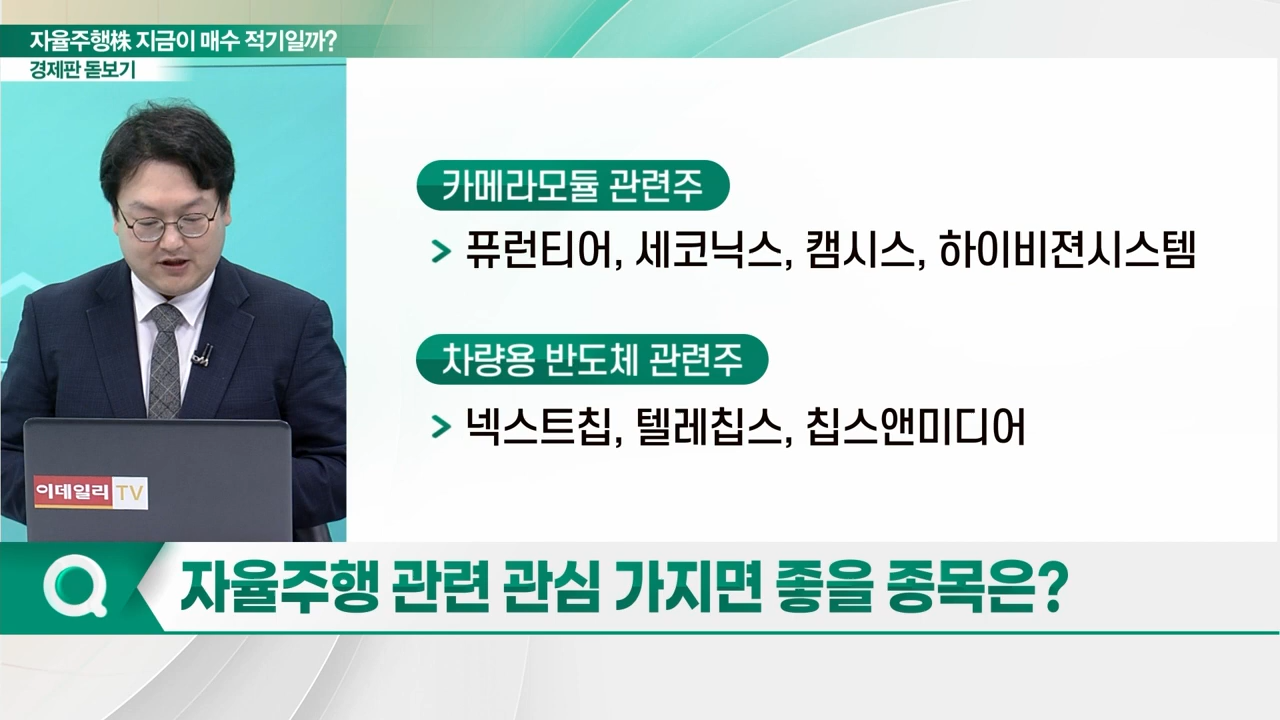 자율주행株 지금이 매수 적기일까?
경제판 돋보기
카메라모듈 관련주
퓨런티어, 세코닉스, 캠시스, 하이비젼시스템
차량용 반도체 관련주
넥스트칩, 텔레칩스, 칩스앤미디어
이데일리 TV
자율주행 관련 관심 가지면 좋을 종목은?